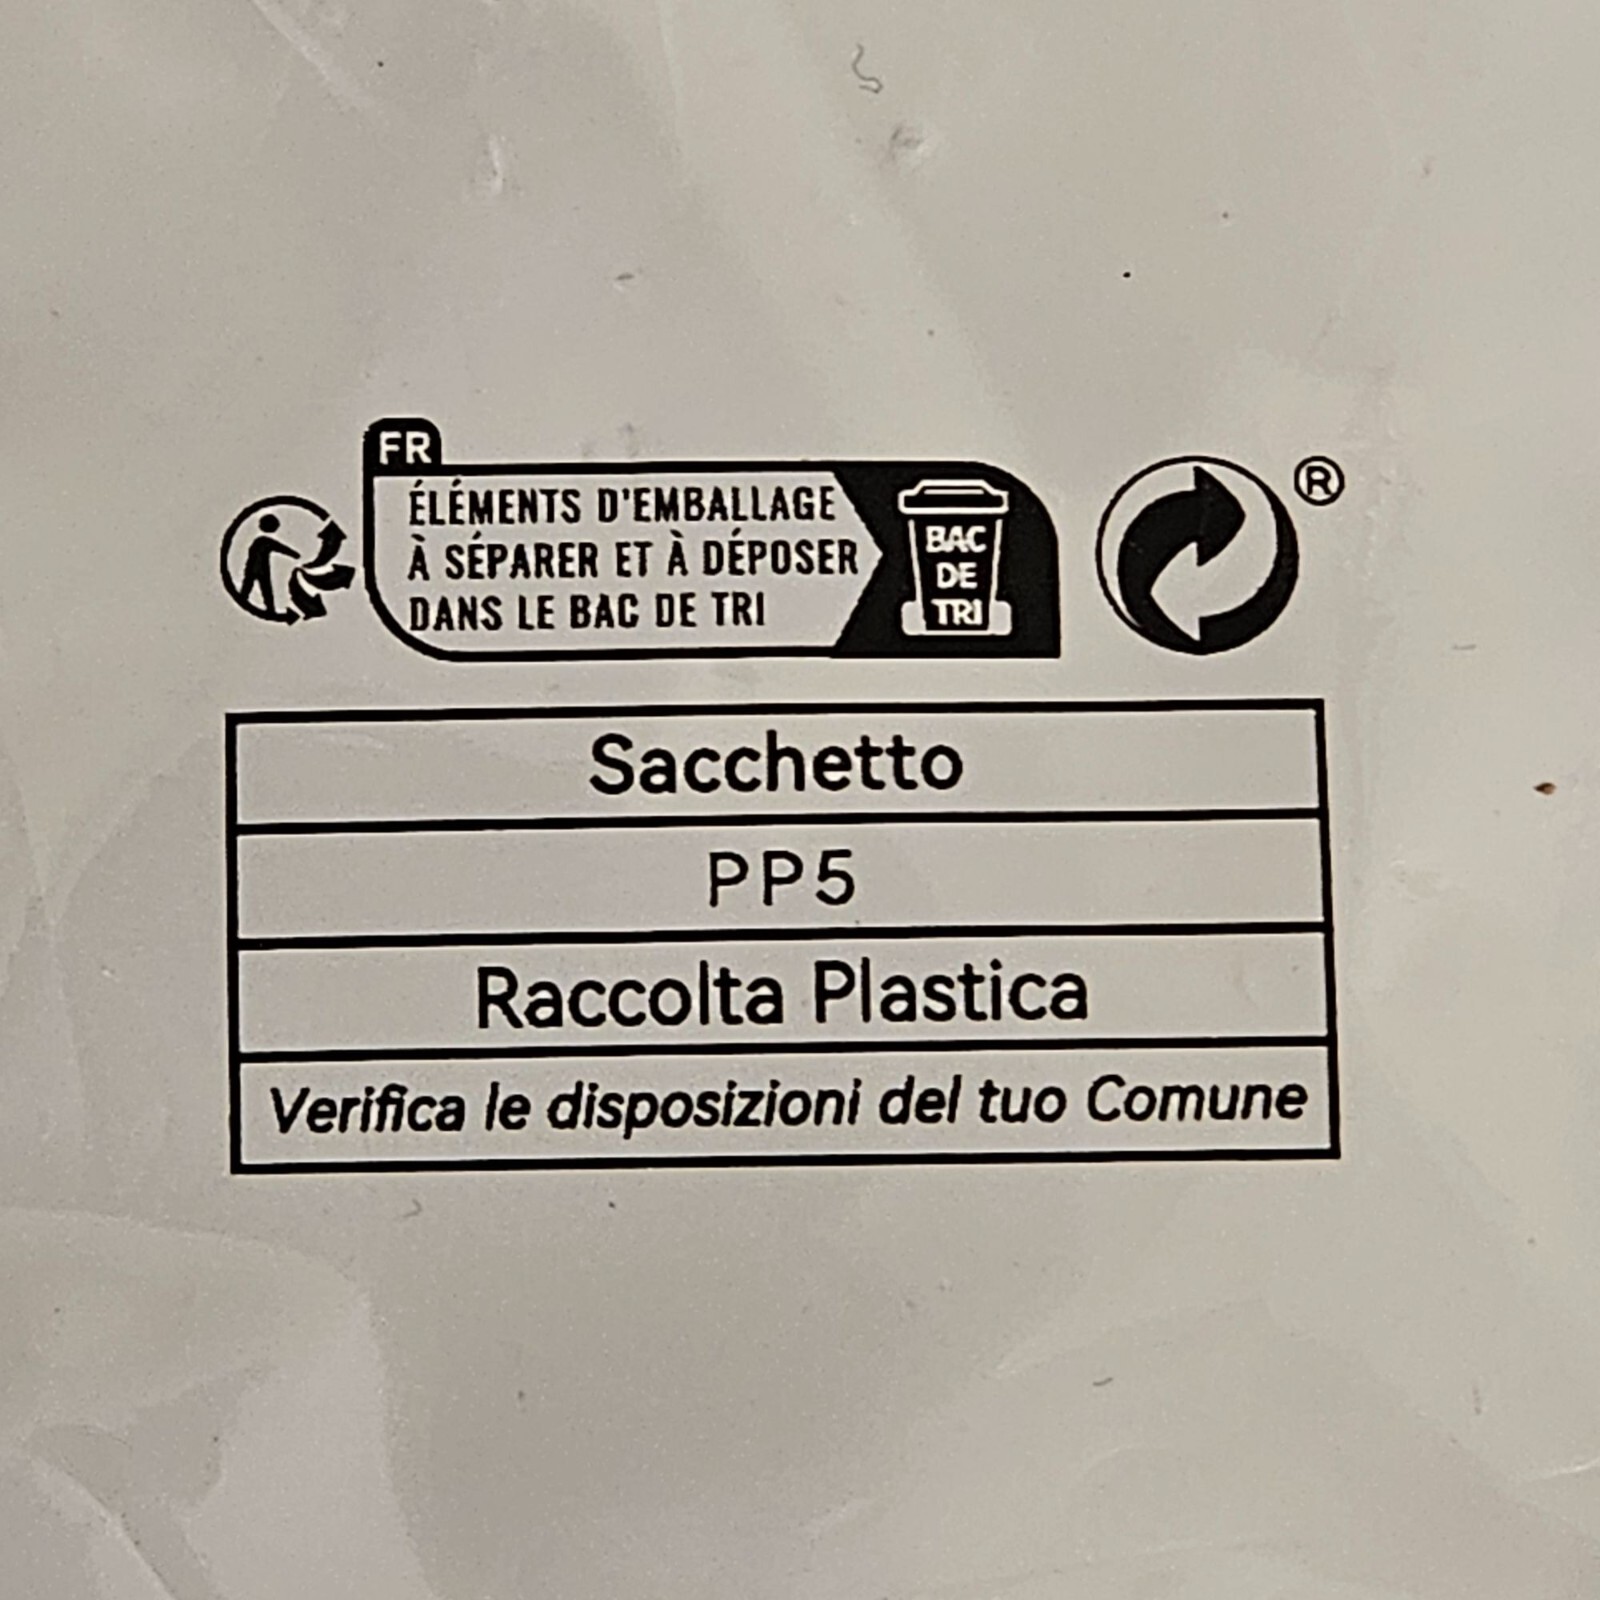 FR
ÉLÉMENTS D'EMBALLAGE
À SÉPARER ET À DÉPOSER
DANS LE BAC DE TRI
BAC
DE
TRI
®
Sacchetto
PP5
Raccolta Plastica
Verifica le disposizioni del tuo Comune